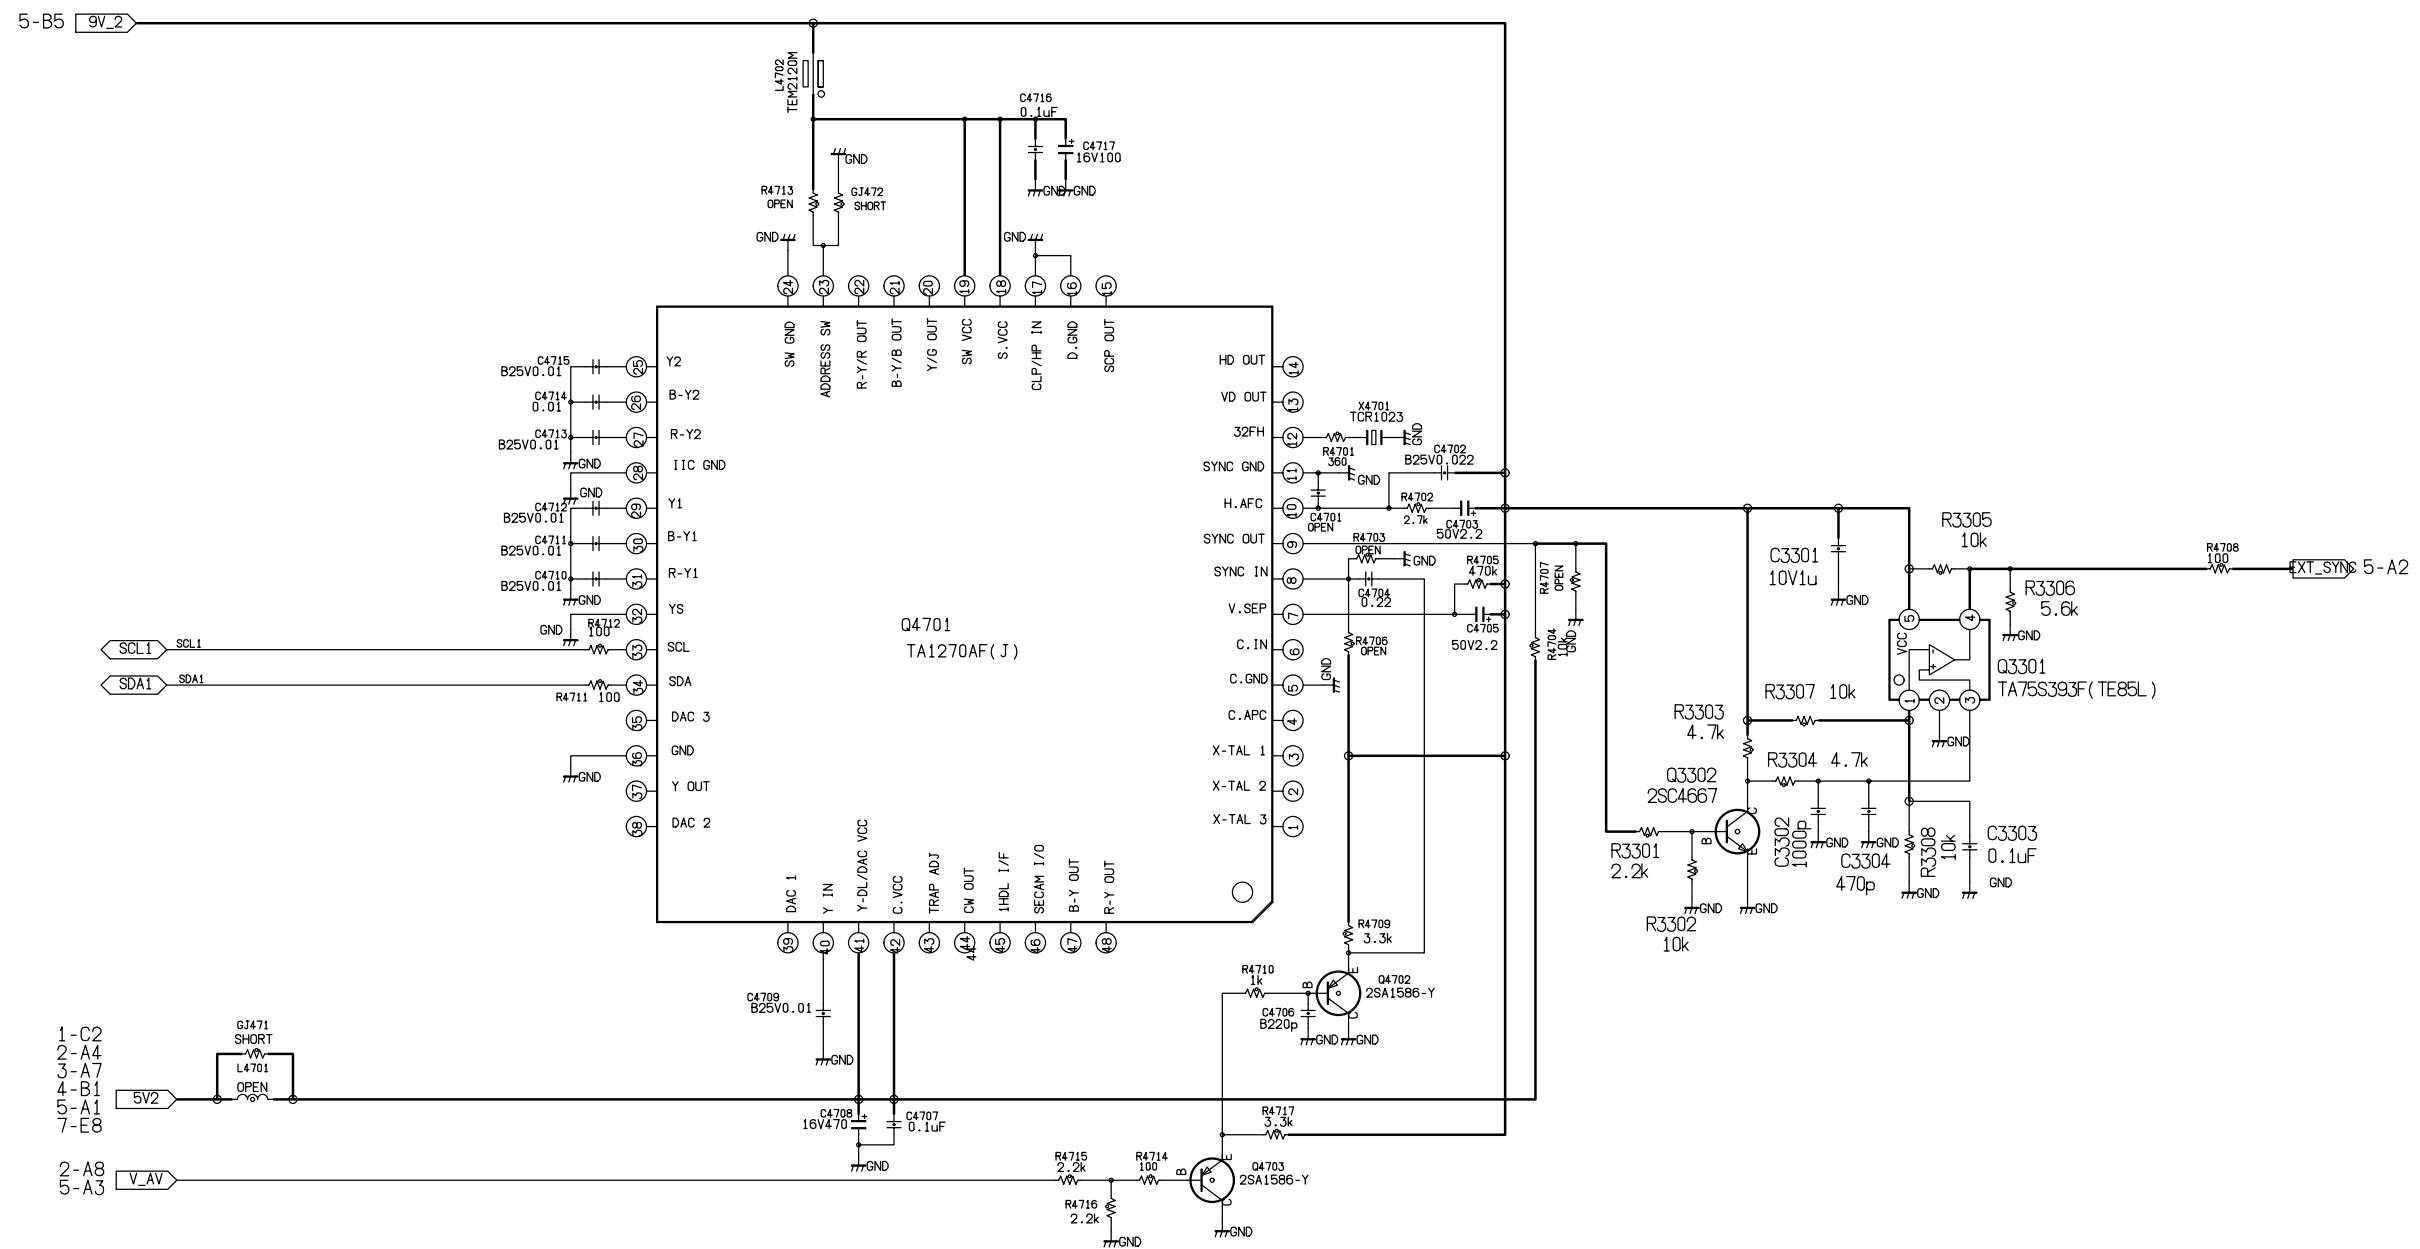 5-B5 9V_2
L4702
TEM2120M
C4716
0.1uF
C4717
16V100
GND
GND
GND
R4713
OPEN
GJ472
SHORT
GND
GND
24
23
22
21
20
19
18
17
16
15
SW GND
ADDRESS SW
R-Y/R OUT
B-Y/B OUT
Y/G OUT
SW VCC
S.VCC
CLP/HP IN
D.GND
SCP OUT
C4715
B25V0.01
25
Y2
C4714
0.01
26
B-Y2
C4713
B25V0.01
27
R-Y2
GND
28
IIC GND
GND
C4712
B25V0.01
29
Y1
C4711
B25V0.01
30
B-Y1
C4710
B25V0.01
31
R-Y1
GND
32
YS
GND
R4712
100
SCL1
SCL1
33
SCL
SDA1
SDA1
R4711 100
34
SDA
35
DAC 3
36
GND
GND
37
Y OUT
38
DAC 2
Q4701
TA1270AF(J)
HD OUT
14
VD OUT
13
32FH
12
SYNC GND
11
H.AFC
10
SYNC OUT
9
SYNC IN
8
V.SEP
7
C.IN
6
C.GND
5
C.APC
4
X-TAL 1
3
X-TAL 2
2
X-TAL 3
1
X4701
TCR1023
GND
R4701
360
GND
C4702
B25V0.022
C4701
OPEN
R4702
2.7k
C4703
50V2.2
R4703
OPEN
GND
C4704
0.22
R4705
470k
C4705
50V2.2
R4706
OPEN
GND
R4707
OPEN
GND
R4704
10k
R4709
3.3k
C3301
10V1u
GND
R3305
10k
R4708
100
EXT_SYNC 5-A2
R3306
5.6k
GND
5
4
VCC
1
2
3
GND
Q3301
TA75S393F(TE85L)
R3307 10k
R3303
4.7k
R3304 4.7k
Q3302
2SC4667
B
C
E
R3301
2.2k
R3302
10k
GND
GND
C3302
1000p
GND
C3304
470p
GND
R3308
10k
GND
C3303
0.1uF
GND
DAC 1
Y IN
Y-DL/DAC VCC
C.VCC
TRAP ADJ
CW OUT
1HDL I/F
SECAM I/O
B-Y OUT
R-Y OUT
39
40
41
42
43
44
44
45
46
47
48
C4709
B25V0.01
GND
R4710
1k
B
E
C
Q4702
2SA1586-Y
C4706
B220p
GND
GND
1-C2
2-A4
3-A7
4-B1
5-A1
7-E8
5V2
GJ471
SHORT
L4701
OPEN
C4708
16V470
C4707
0.1uF
GND
R4717
3.3k
2-A8
5-A3
V_AV
R4715
2.2k
R4714
100
R4716
2.2k
GND
B
E
C
Q4703
2SA1586-Y
GND